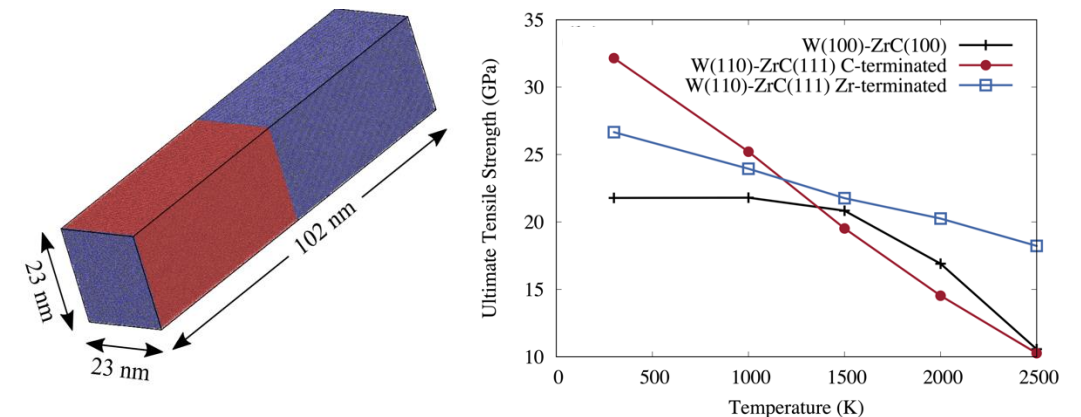 23 nm
23 nm
102 nm
Ultimate Tensile Strength (GPa)
35
30
25
20
15
10
W(100)-ZrC(100)
W(110)-ZrC(111) C-terminated
W(110)-ZrC(111) Zr-terminated
0 500 1000 1500 2000 2500
Temperature (K)